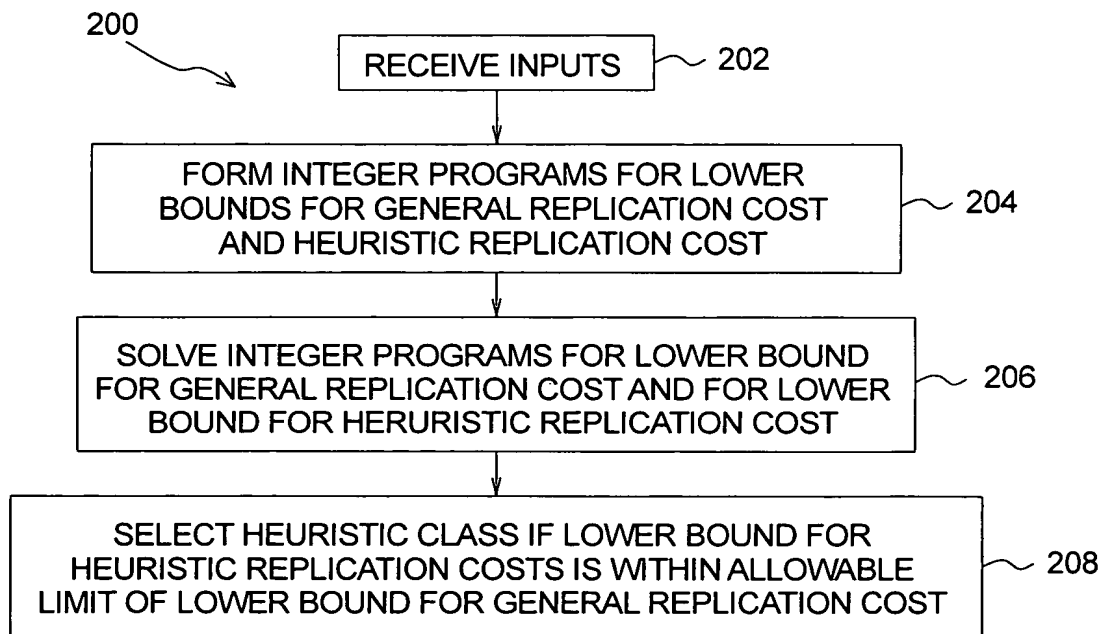 200
RECEIVE INPUTS
202
FORM INTEGER PROGRAMS FOR LOWER
BOUNDS FOR GENERAL REPLICATION COST
AND HEURISTIC REPLICATION COST
204
SOLVE INTEGER PROGRAMS FOR LOWER BOUND
FOR GENERAL REPLICATION COST AND FOR LOWER
BOUND FOR HERURISTIC REPLICATION COST
206
SELECT HEURISTIC CLASS IF LOWER BOUND FOR
HEURISTIC REPLICATION COSTS IS WITHIN ALLOWABLE
LIMIT OF LOWER BOUND FOR GENERAL REPLICATION COST
208